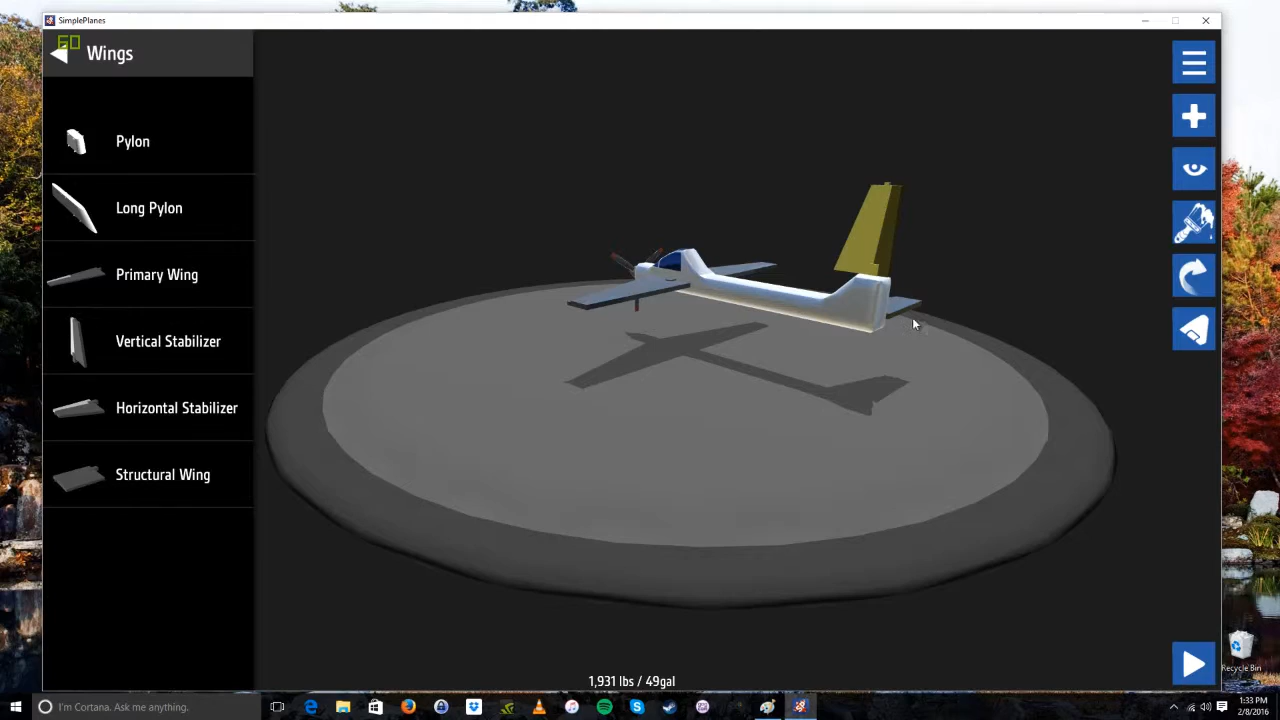 SimplePlanes
60
Wings
Pylon
Long Pylon
Primary Wing
Vertical Stabilizer
Horizontal Stabilizer
Structural Wing
1,931 lbs / 49gal
Recycle Bin
I'm Cortana. Ask me anything.
1:33 PM
2/8/2016